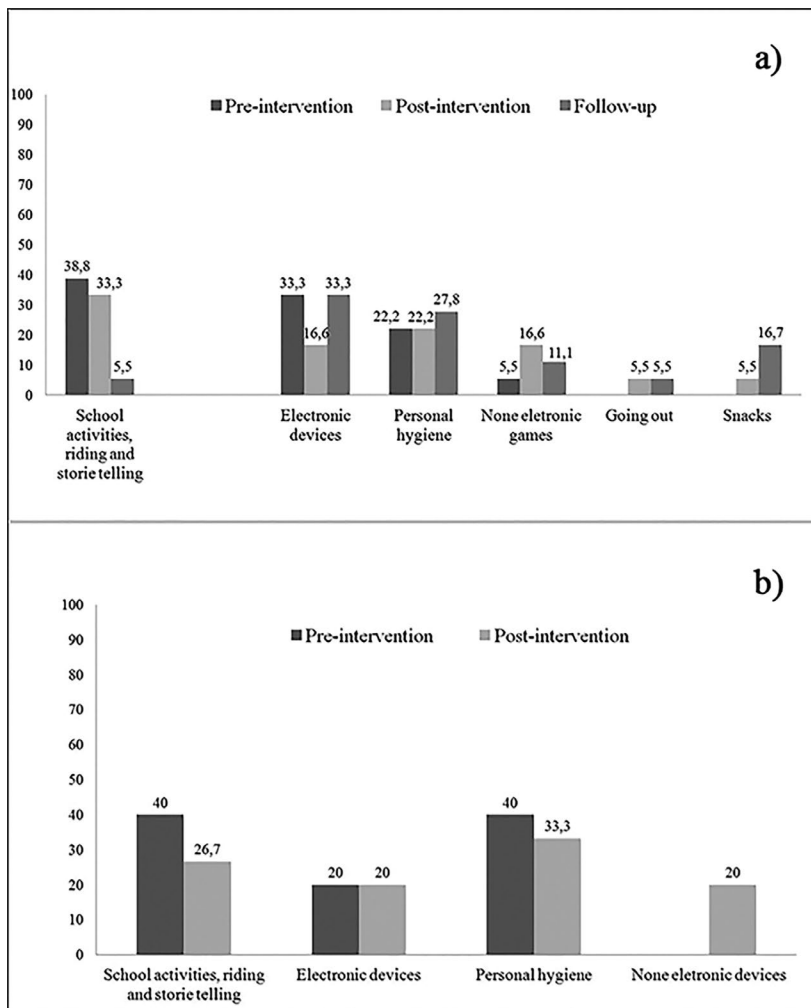 a)
100
90
80
70
60
50
40
30
20
10
0
Pre-intervention Post-intervention Follow-up
38,8 33,3 5,5
33,3 16,6 33,3
22,2 22,2 27,8
5,5 16,6 11,1
5,5 5,5
5,5 16,7
School
activities,
riding and
storie telling
Electronic
devices
Personal
hygiene
None eletronic
games
Going out
Snacks
b)
100
90
80
70
60
50
40
30
20
10
0
Pre-intervention Post-intervention
40 26,7
20 20
40 33,3
20
School activities, riding
and storie telling
Electronic devices
Personal hygiene
None eletronic devices